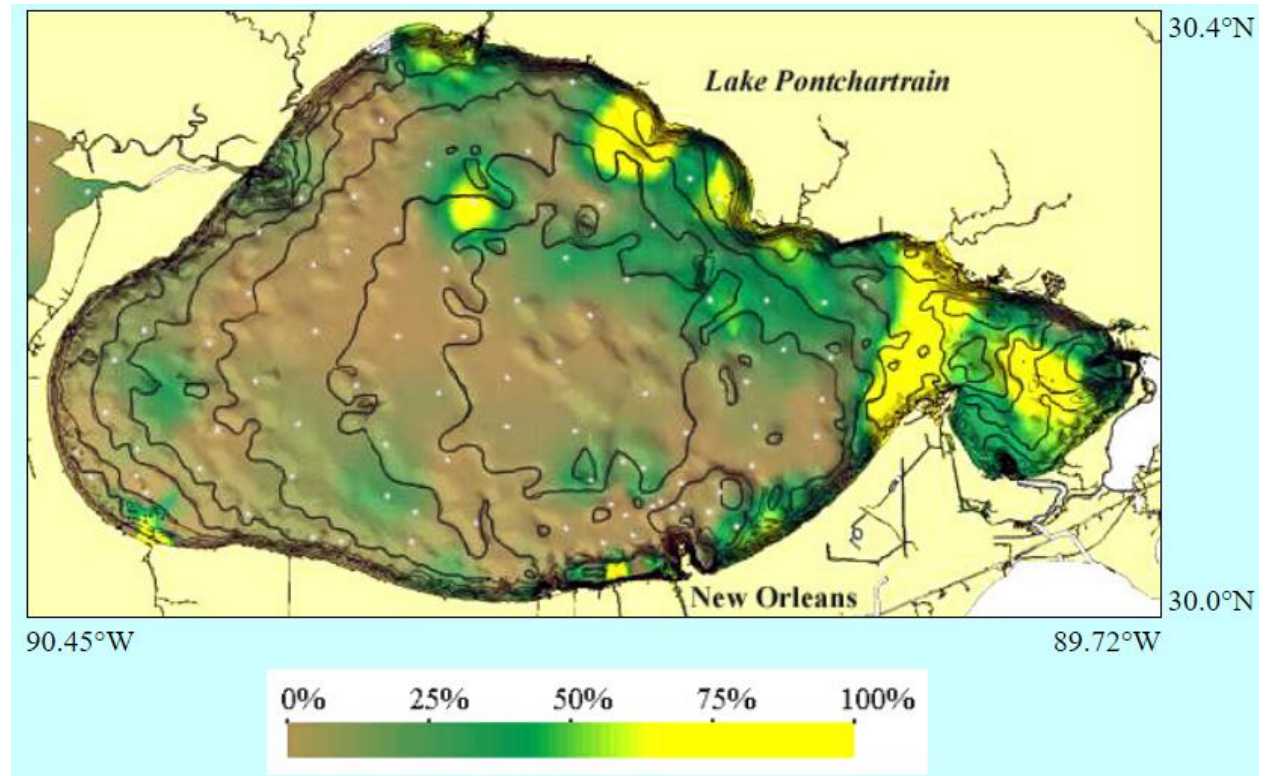 30.4°N
Lake Pontchartrain
New Orleans
30.0°N
90.45°W
89.72°W
0% 25% 50% 75% 100%